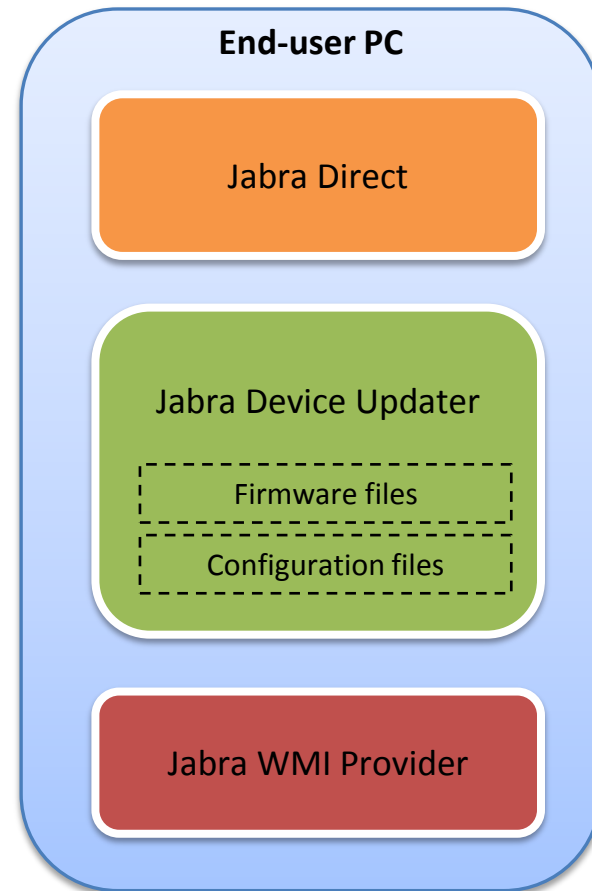 End-user PC
Jabra Direct
Jabra Device Updater
Firmware files
Configuration files
Jabra WMI Provider